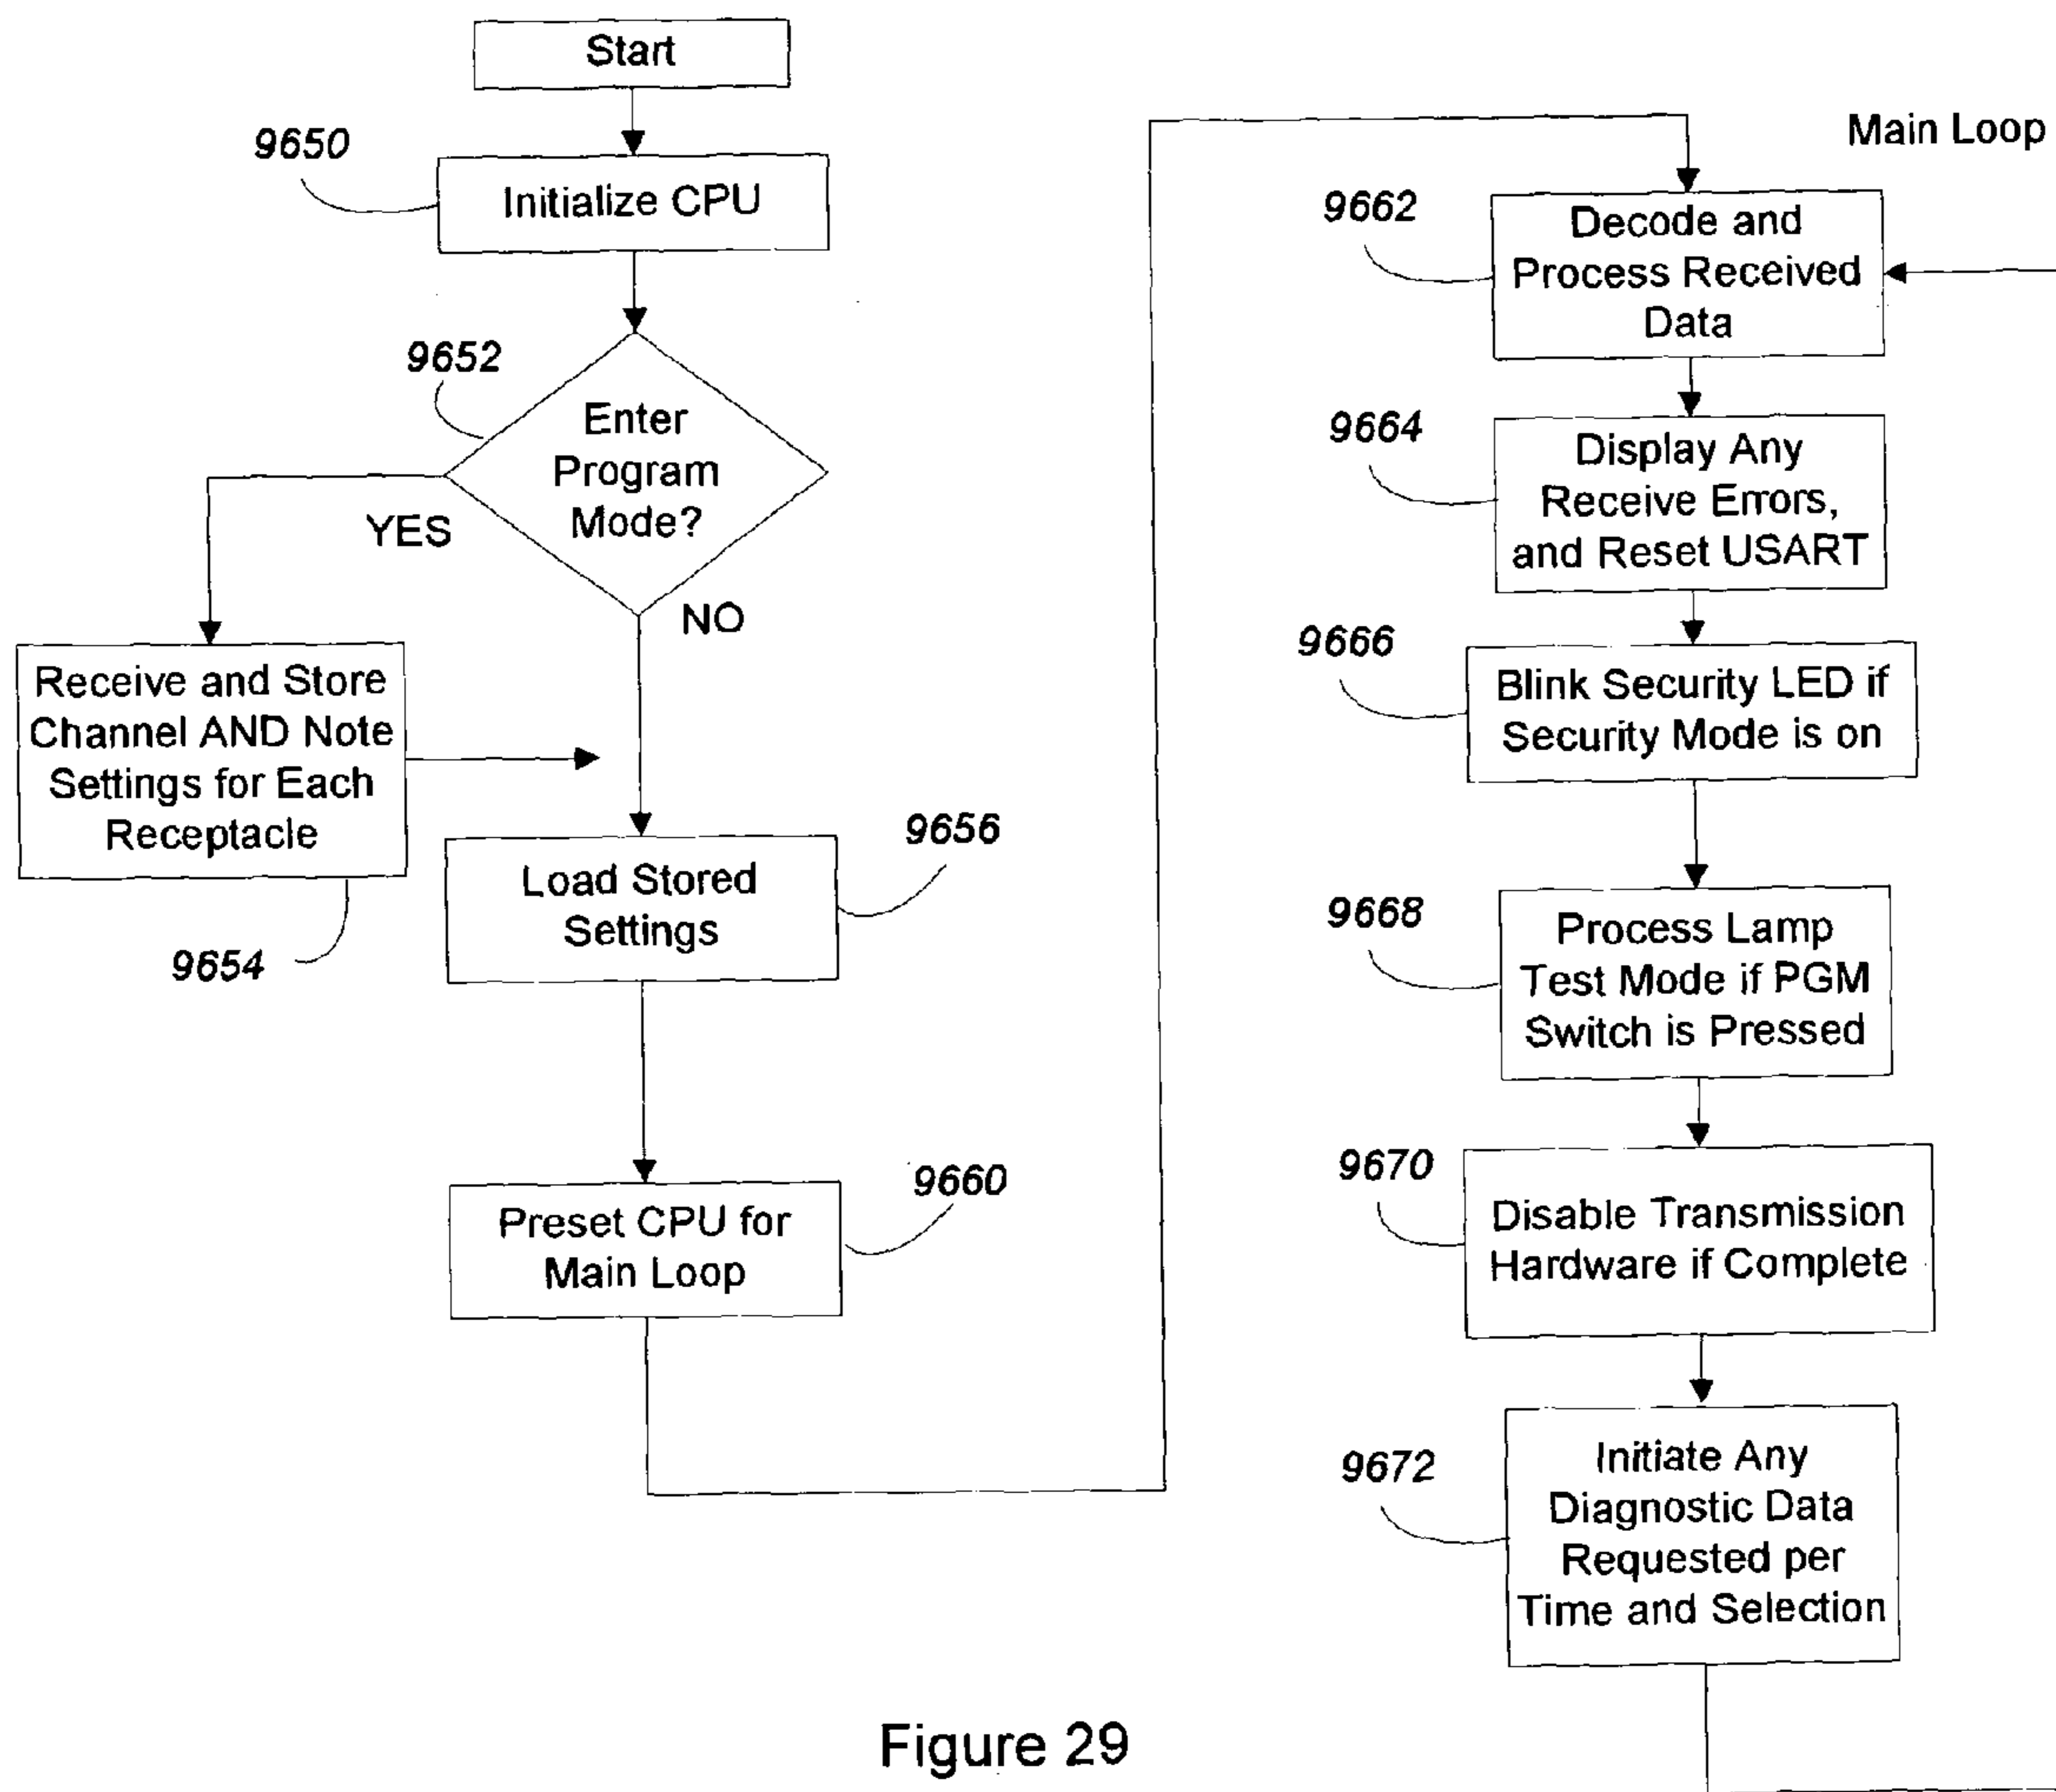 Start
9650
Initialize CPU
9652
Enter
Program
Mode?
YES
NO
Receive and Store
Channel AND Note
Settings for Each
Receptacle
9654
9656
Load Stored
Settings
9660
Preset CPU for
Main Loop
Main Loop
9662
Decode and
Process Received
Data
9664
Display Any
Receive Errors,
and Reset USART
9666
Blink Security LED if
Security Mode is on
9668
Process Lamp
Test Mode if PGM
Switch is Pressed
9670
Disable Transmission
Hardware if Complete
9672
Initiate Any
Diagnostic Data
Requested per
Time and Selection
Figure 29